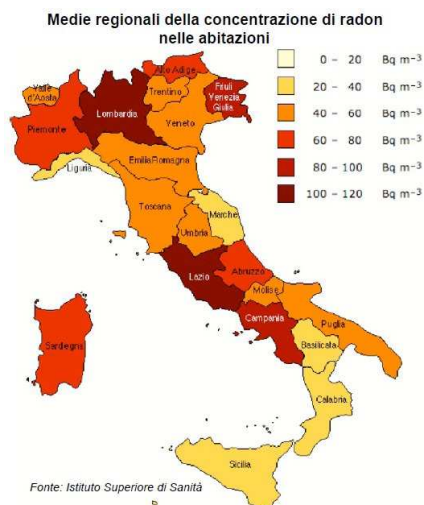 Medie regionali della concentrazione di radon
nelle abitazioni
0 – 20 Bq m⁻³
20 – 40 Bq m⁻³
40 – 60 Bq m⁻³
60 – 80 Bq m⁻³
80 – 100 Bq m⁻³
100 – 120 Bq m⁻³
Alto Adige
Valle
d'Aosta
Trentino
Friuli
Venezia
Giulia
Lombardia
Veneto
Piemonte
Emilia Romagna
Liguria
Toscana
Marche
Umbria
Lazio
Abruzzo
Molise
Campania
Puglia
Basilicata
Sardegna
Calabria
Sicilia
Fonte: Istituto Superiore di Sanità